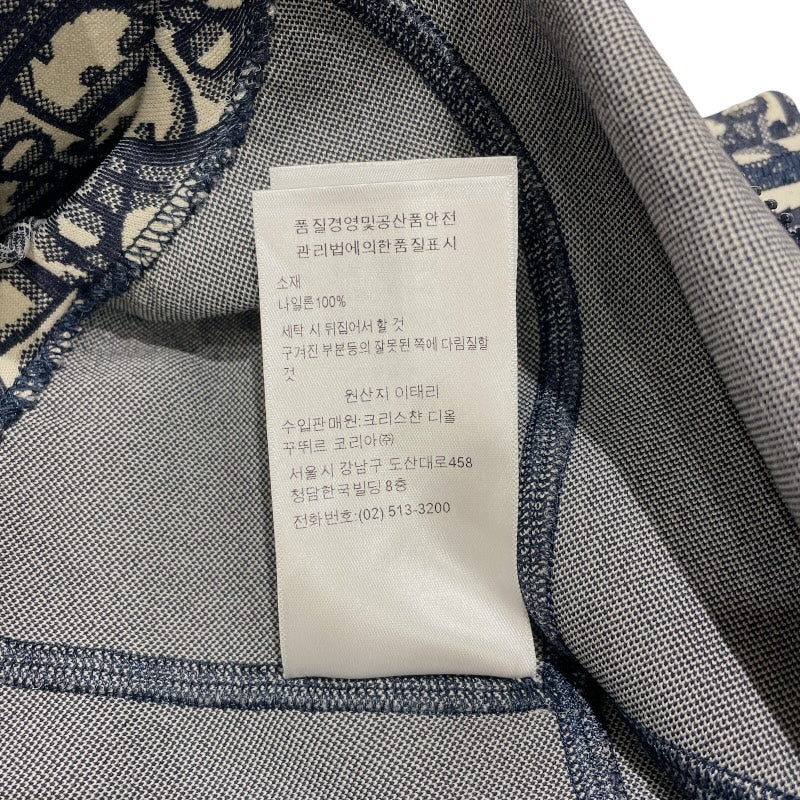 품질경영및공산품안전
관리법에의한품질표시
소재
나일론100%
세탁 시 뒤집어서 할 것
구겨진 부분등의 잘못된 쪽에 다림질할
것
원산지 이태리
수입판매원:크리스챤 디올
꾸뛰르 코리아㈜
서울시 강남구 도산대로458
청담한국빌딩 8층
전화번호:(02) 513-3200